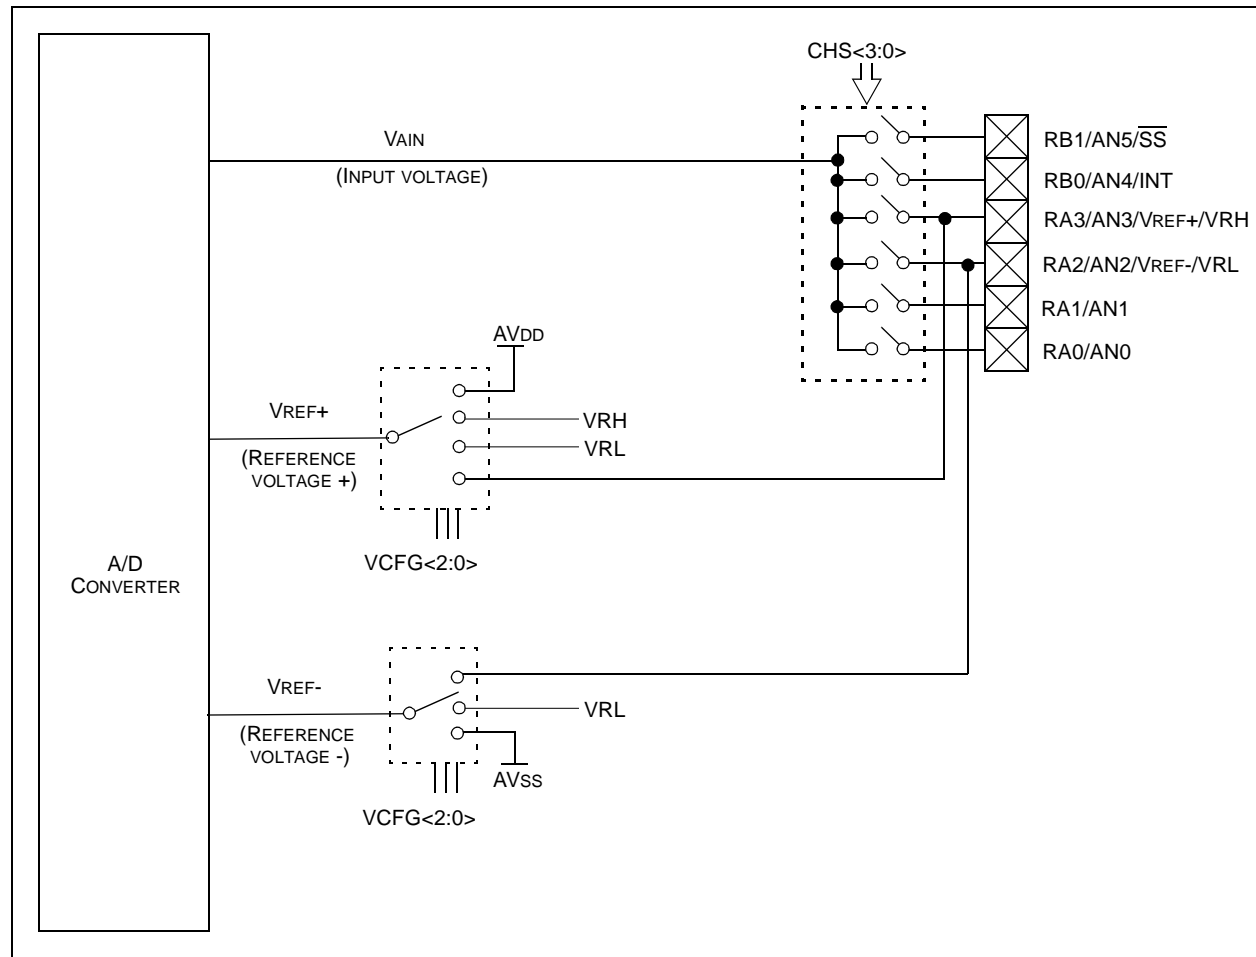 CHS<3:0>
VAIN
(INPUT VOLTAGE)
RB1/AN5/S̅S̅
RB0/AN4/INT
RA3/AN3/VREF+/VRH
RA2/AN2/VREF-/VRL
RA1/AN1
RA0/AN0
AVDD
VREF+
(REFERENCE
VOLTAGE +)
VRH
VRL
VCFG<2:0>
A/D
CONVERTER
VREF-
(REFERENCE
VOLTAGE -)
VRL
AVSS
VCFG<2:0>